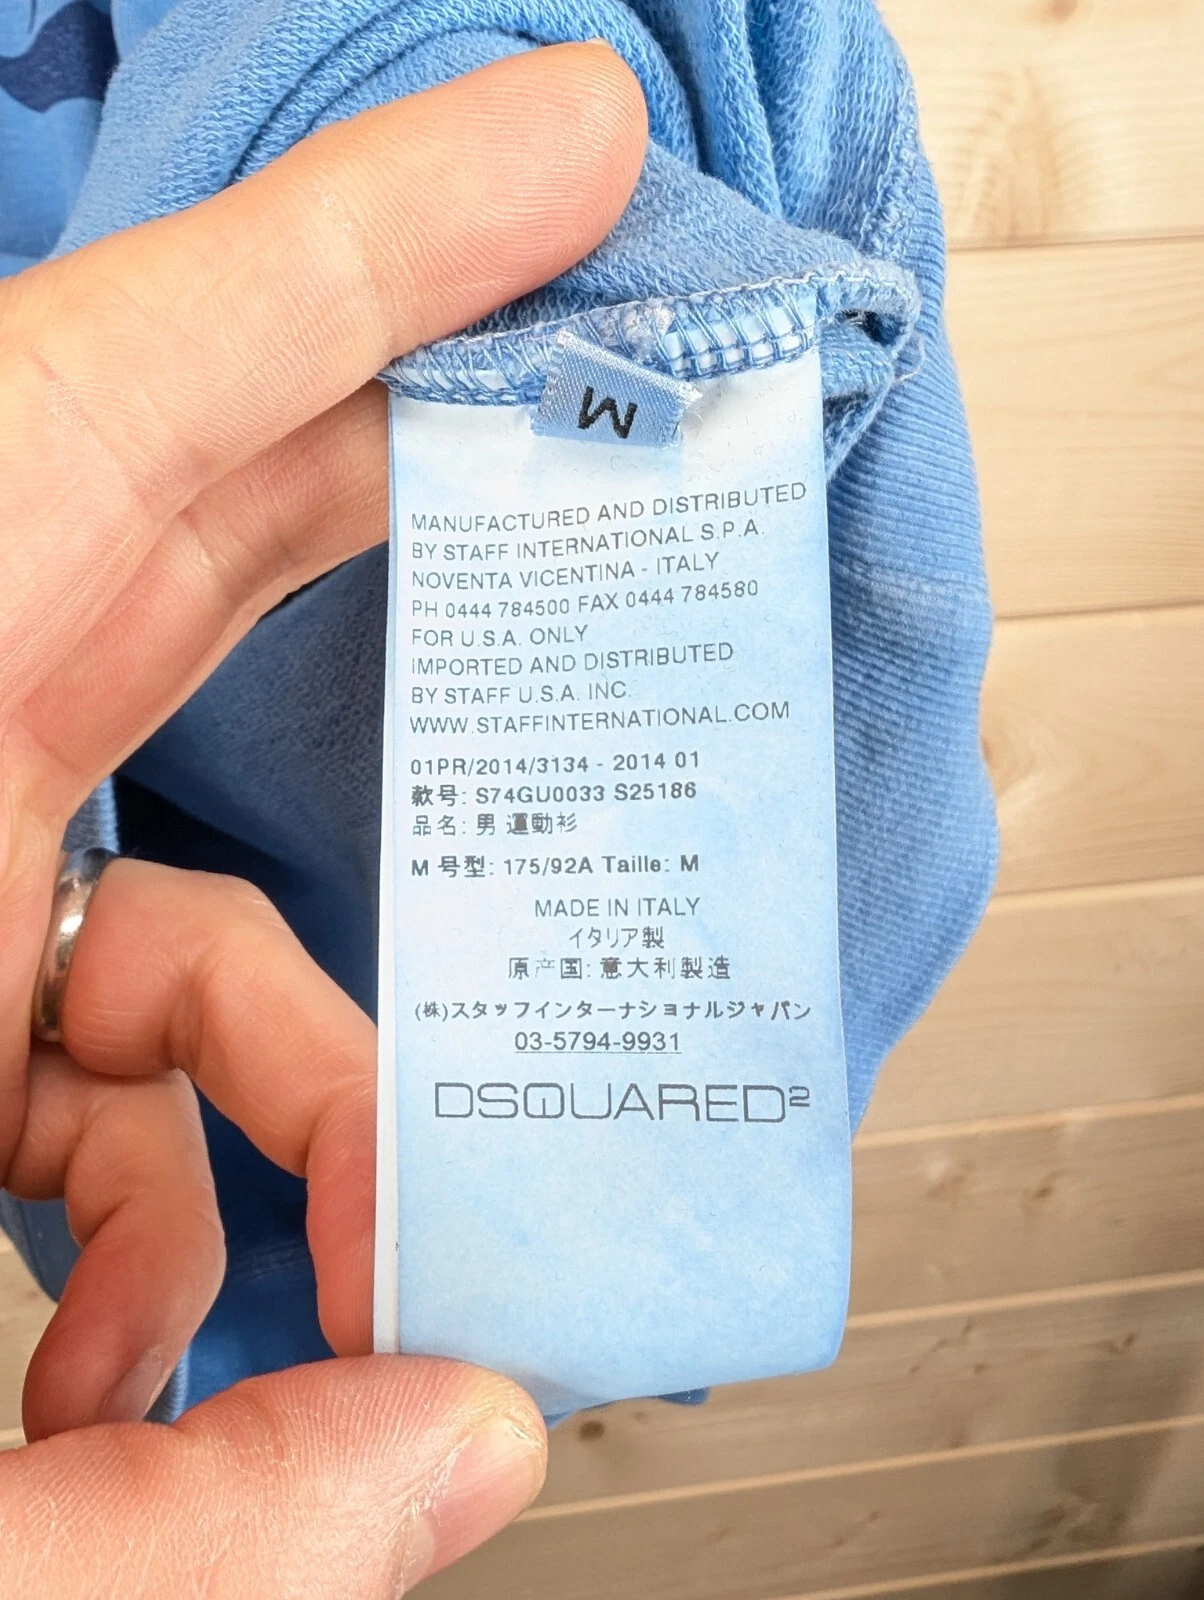 M
MANUFACTURED AND DISTRIBUTED
BY STAFF INTERNATIONAL S.P.A.
NOVENTA VICENTINA - ITALY
PH 0444 784500 FAX 0444 784580
FOR U.S.A. ONLY
IMPORTED AND DISTRIBUTED
BY STAFF U.S.A. INC.
WWW.STAFFINTERNATIONAL.COM
01PR/2014/3134 - 2014 01
款号: S74GU0033 S25186
品名: 男 運動衫
M 号型: 175/92A Taille: M
MADE IN ITALY
イタリア製
原产国: 意大利製造
(株)スタッフインターナショナルジャパン
03-5794-9931
DSQUARED2